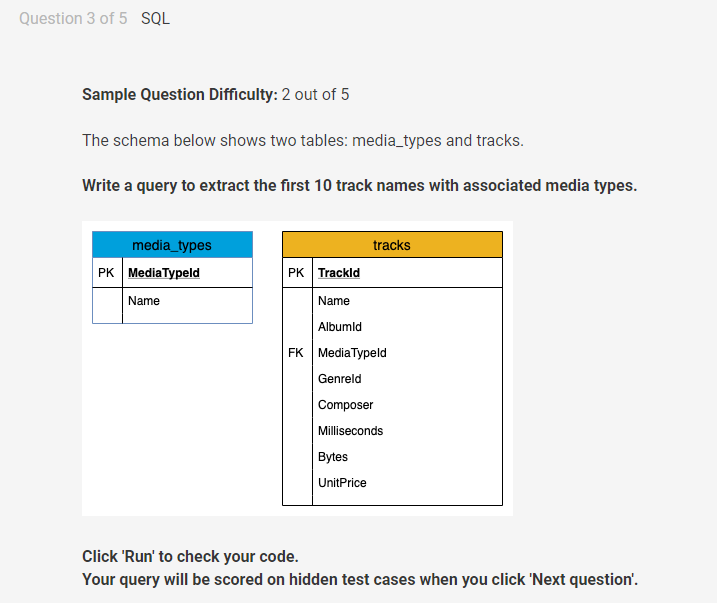 Question 3 of 5 SQL
Sample Question Difficulty: 2 out of 5
The schema below shows two tables: media_types and tracks.
Write a query to extract the first 10 track names with associated media types.
media_types
PK MediaTypeId
Name
tracks
PK TrackId
Name
AlbumId
FK MediaTypeId
GenreId
Composer
Milliseconds
Bytes
UnitPrice
Click 'Run' to check your code.
Your query will be scored on hidden test cases when you click 'Next question'.